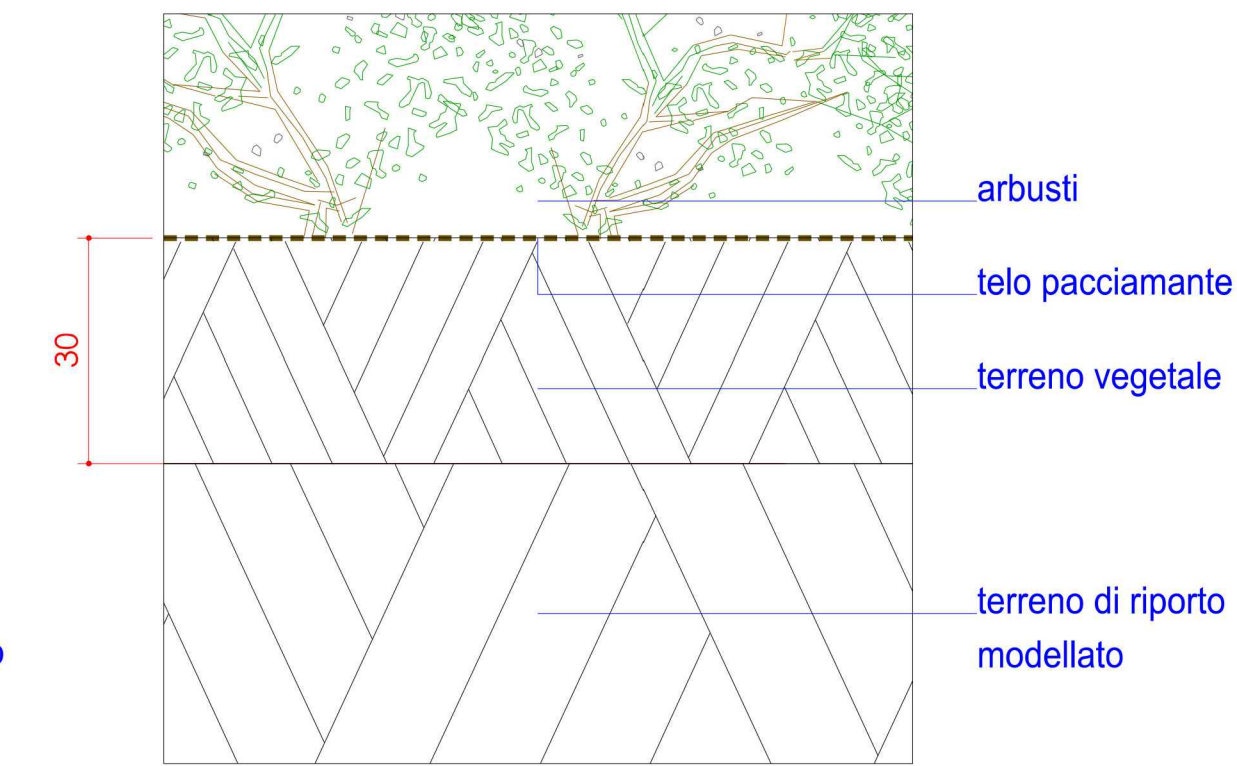 arbusti
telo pacciamante
30
terreno vegetale
terreno di riporto
modellato